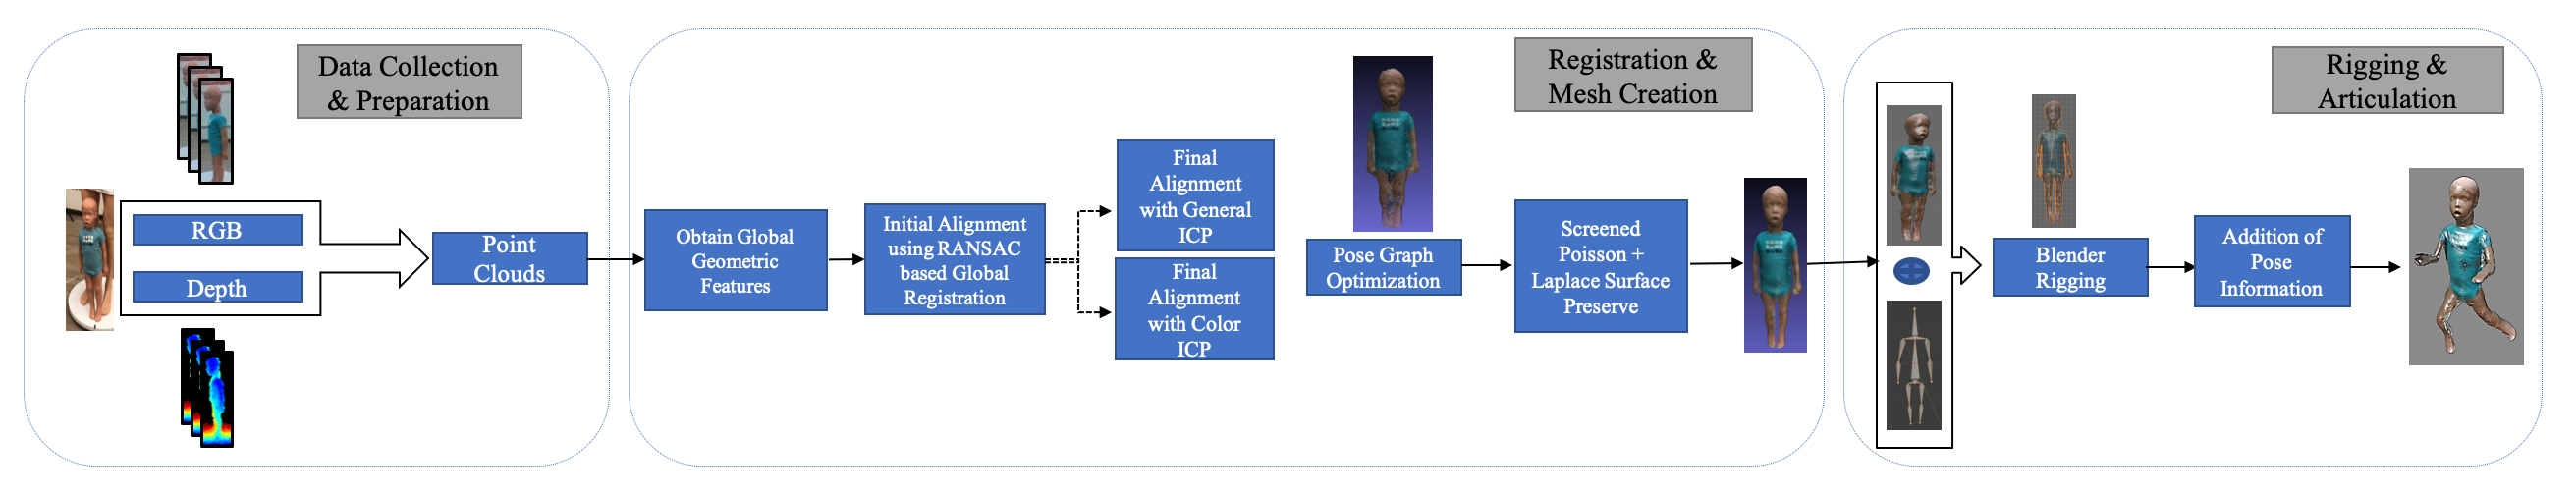 Data Collection
& Preparation
RGB
Depth
Point
Clouds
Registration &
Mesh Creation
Obtain Global
Geometric
Features
Initial Alignment
using RANSAC
based Global
Registration
Final
Alignment
with General
ICP
Final
Alignment
with Color
ICP
Pose Graph
Optimization
Screened
Poisson +
Laplace Surface
Preserve
Rigging &
Articulation
Blender
Rigging
Addition of
Pose
Information